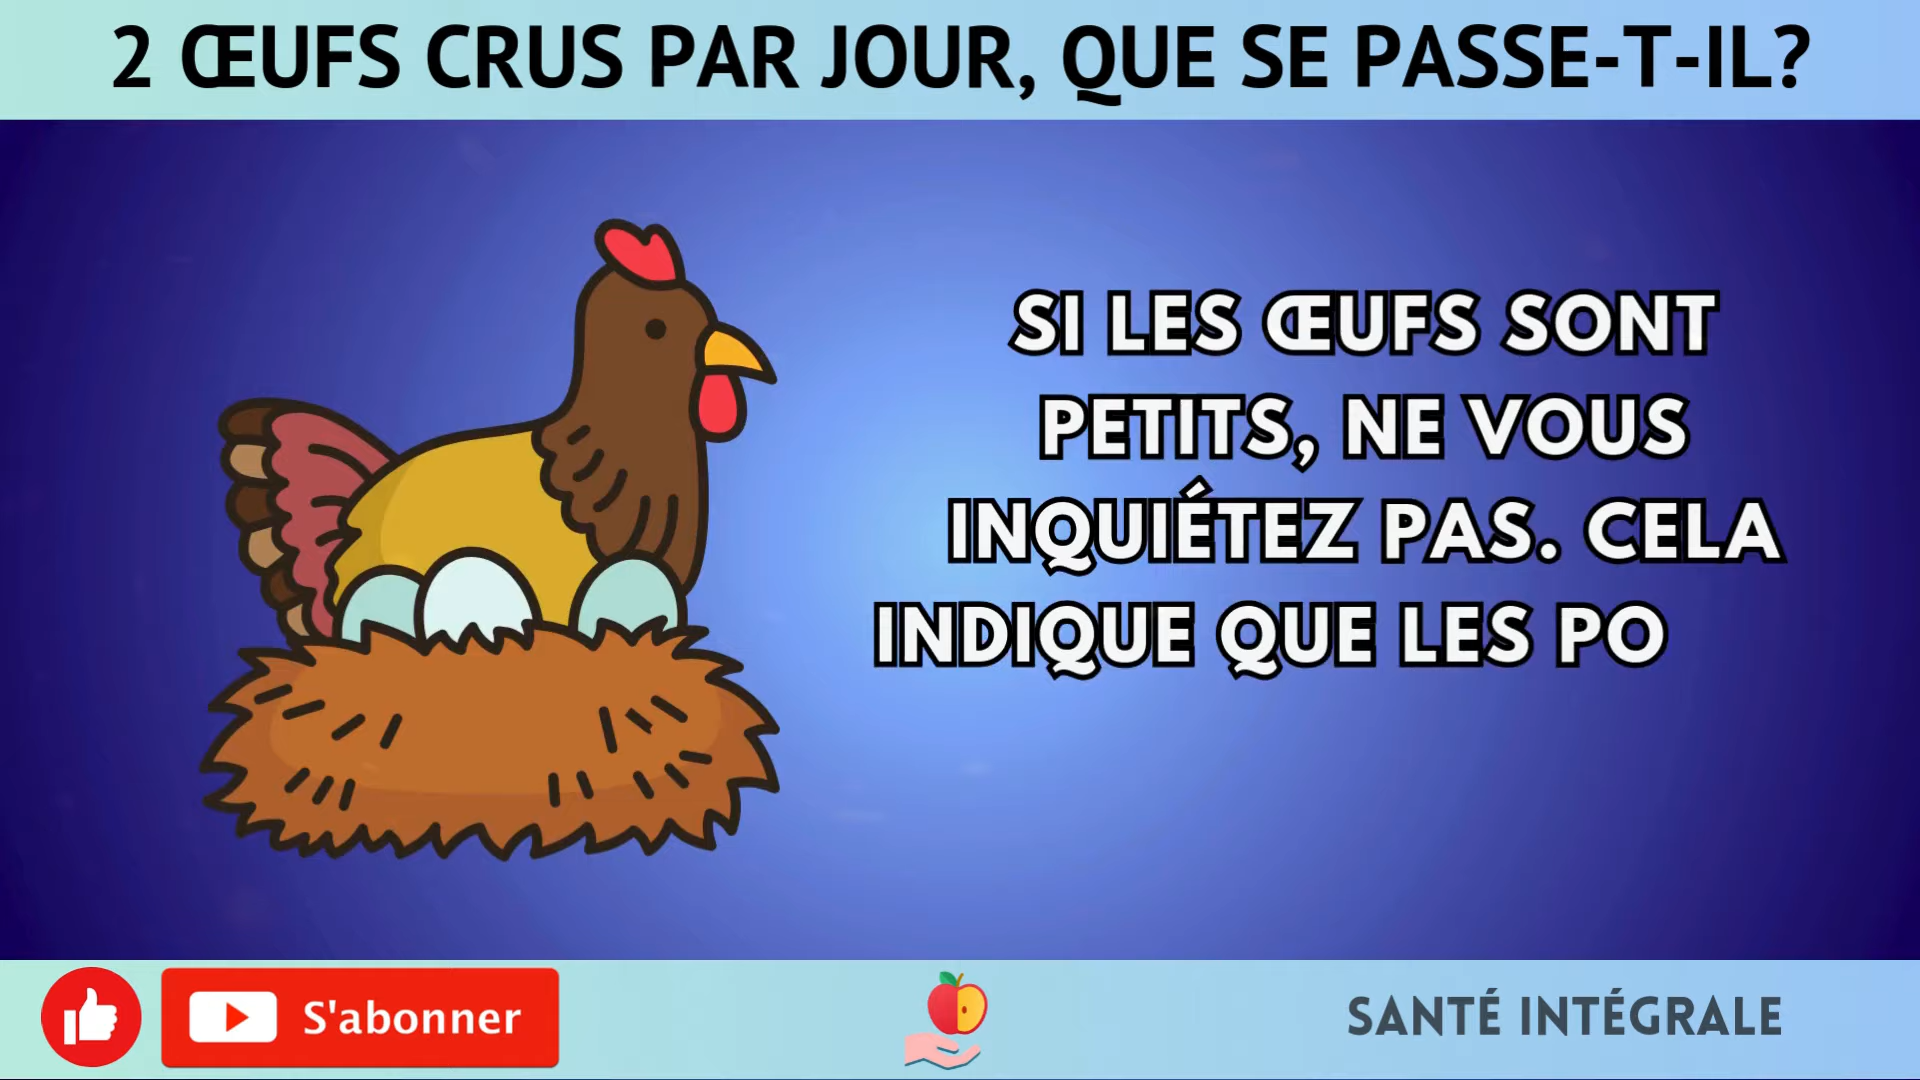 2 ŒUFS CRUS PAR JOUR, QUE SE PASSE-T-IL?
SI LES ŒUFS SONT
PETITS, NE VOUS
INQUIÉTEZ PAS. CELA
INDIQUE QUE LES PO
S'abonner
SANTÉ INTÉGRALE